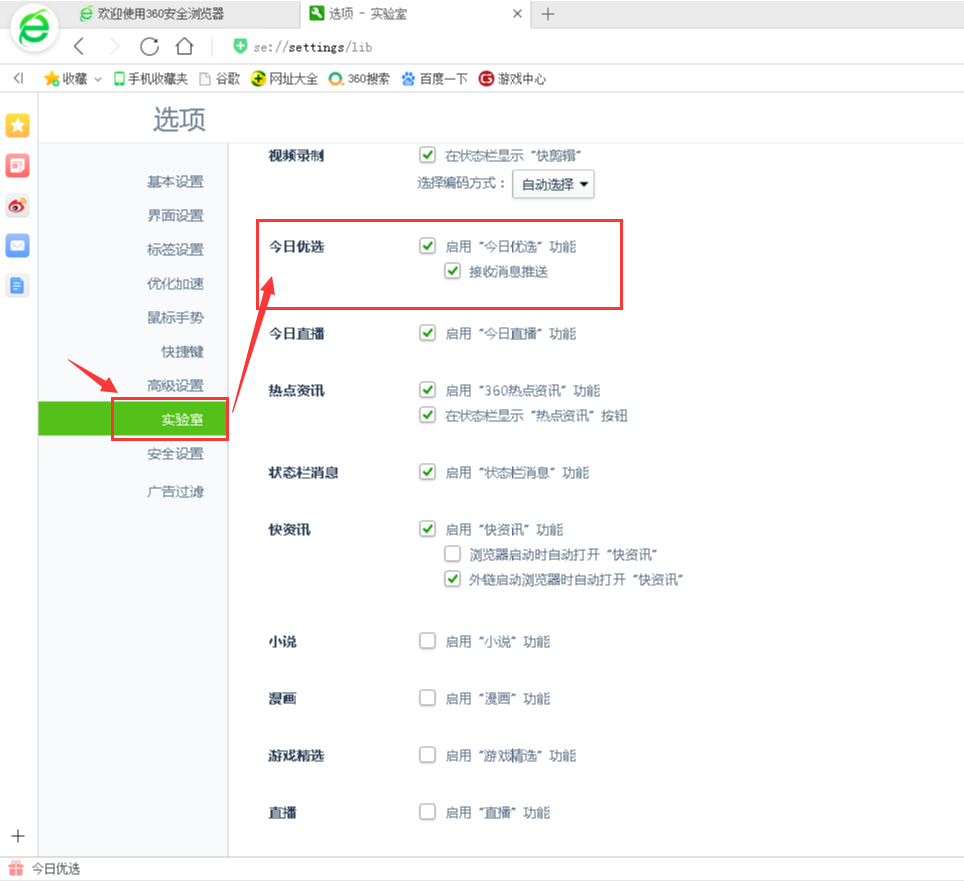 欢迎使用360安全浏览器
选项 - 实验室
se://settings/lib
收藏 手机收藏夹 谷歌 网址大全 360搜索 百度一下 游戏中心
选项
基本设置
界面设置
标签设置
优化加速
鼠标手势
快捷键
高级设置
实验室
安全设置
广告过滤
视频录制 在状态栏显示“快剪辑”
选择编码方式： 自动选择
今日优选 启用“今日优选”功能
接收消息推送
今日直播 启用“今日直播”功能
热点资讯 启用“360热点资讯”功能
在状态栏显示“热点资讯”按钮
状态栏消息 启用“状态栏消息”功能
快资讯 启用“快资讯”功能
浏览器启动时自动打开“快资讯”
外链启动浏览器时自动打开“快资讯”
小说 启用“小说”功能
漫画 启用“漫画”功能
游戏精选 启用“游戏精选”功能
直播 启用“直播”功能
今日优选